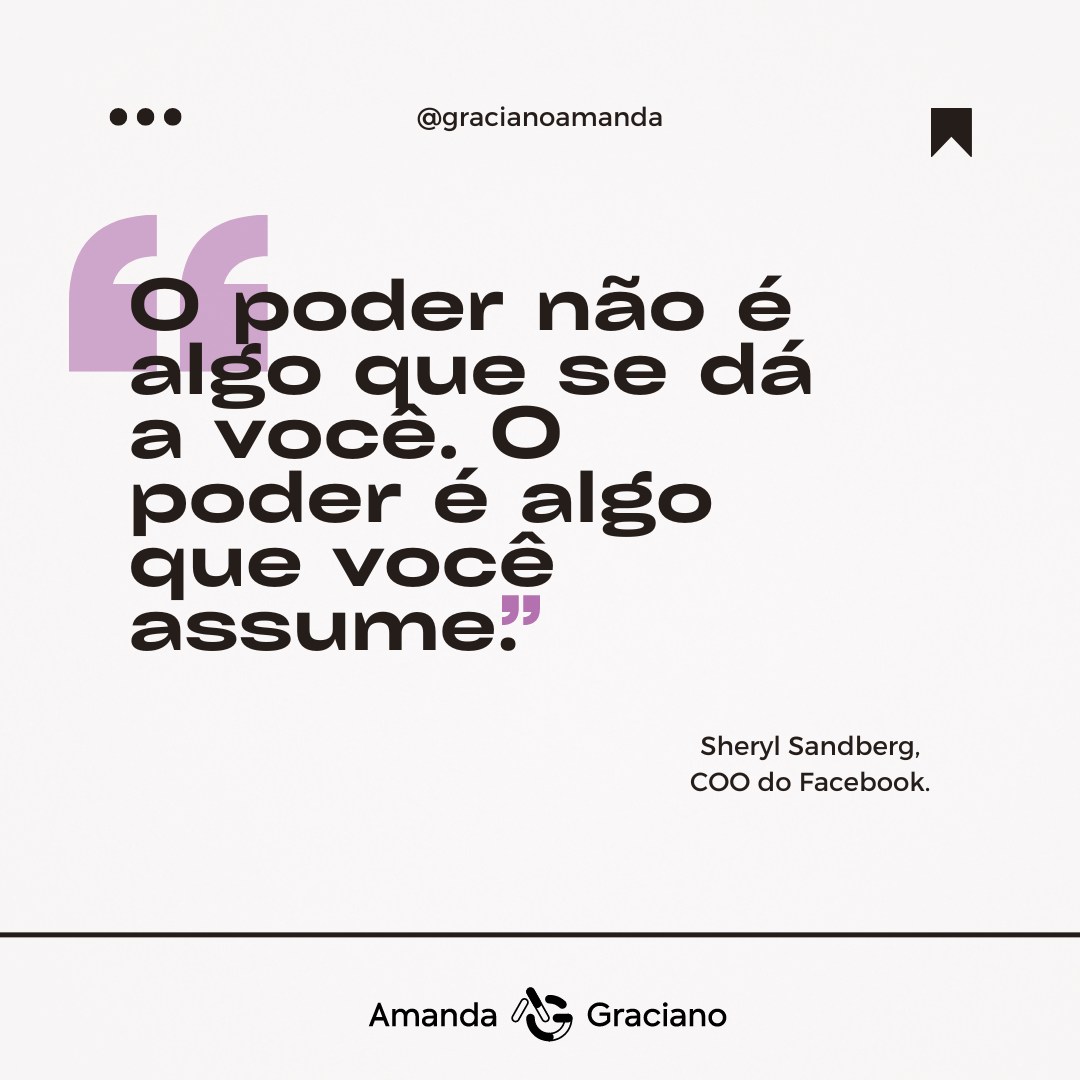 @gracianoamanda
“O poder não é
algo que se dá
a você. O
poder é algo
que você
assume.”
Sheryl Sandberg,
COO do Facebook.
Amanda AG Graciano